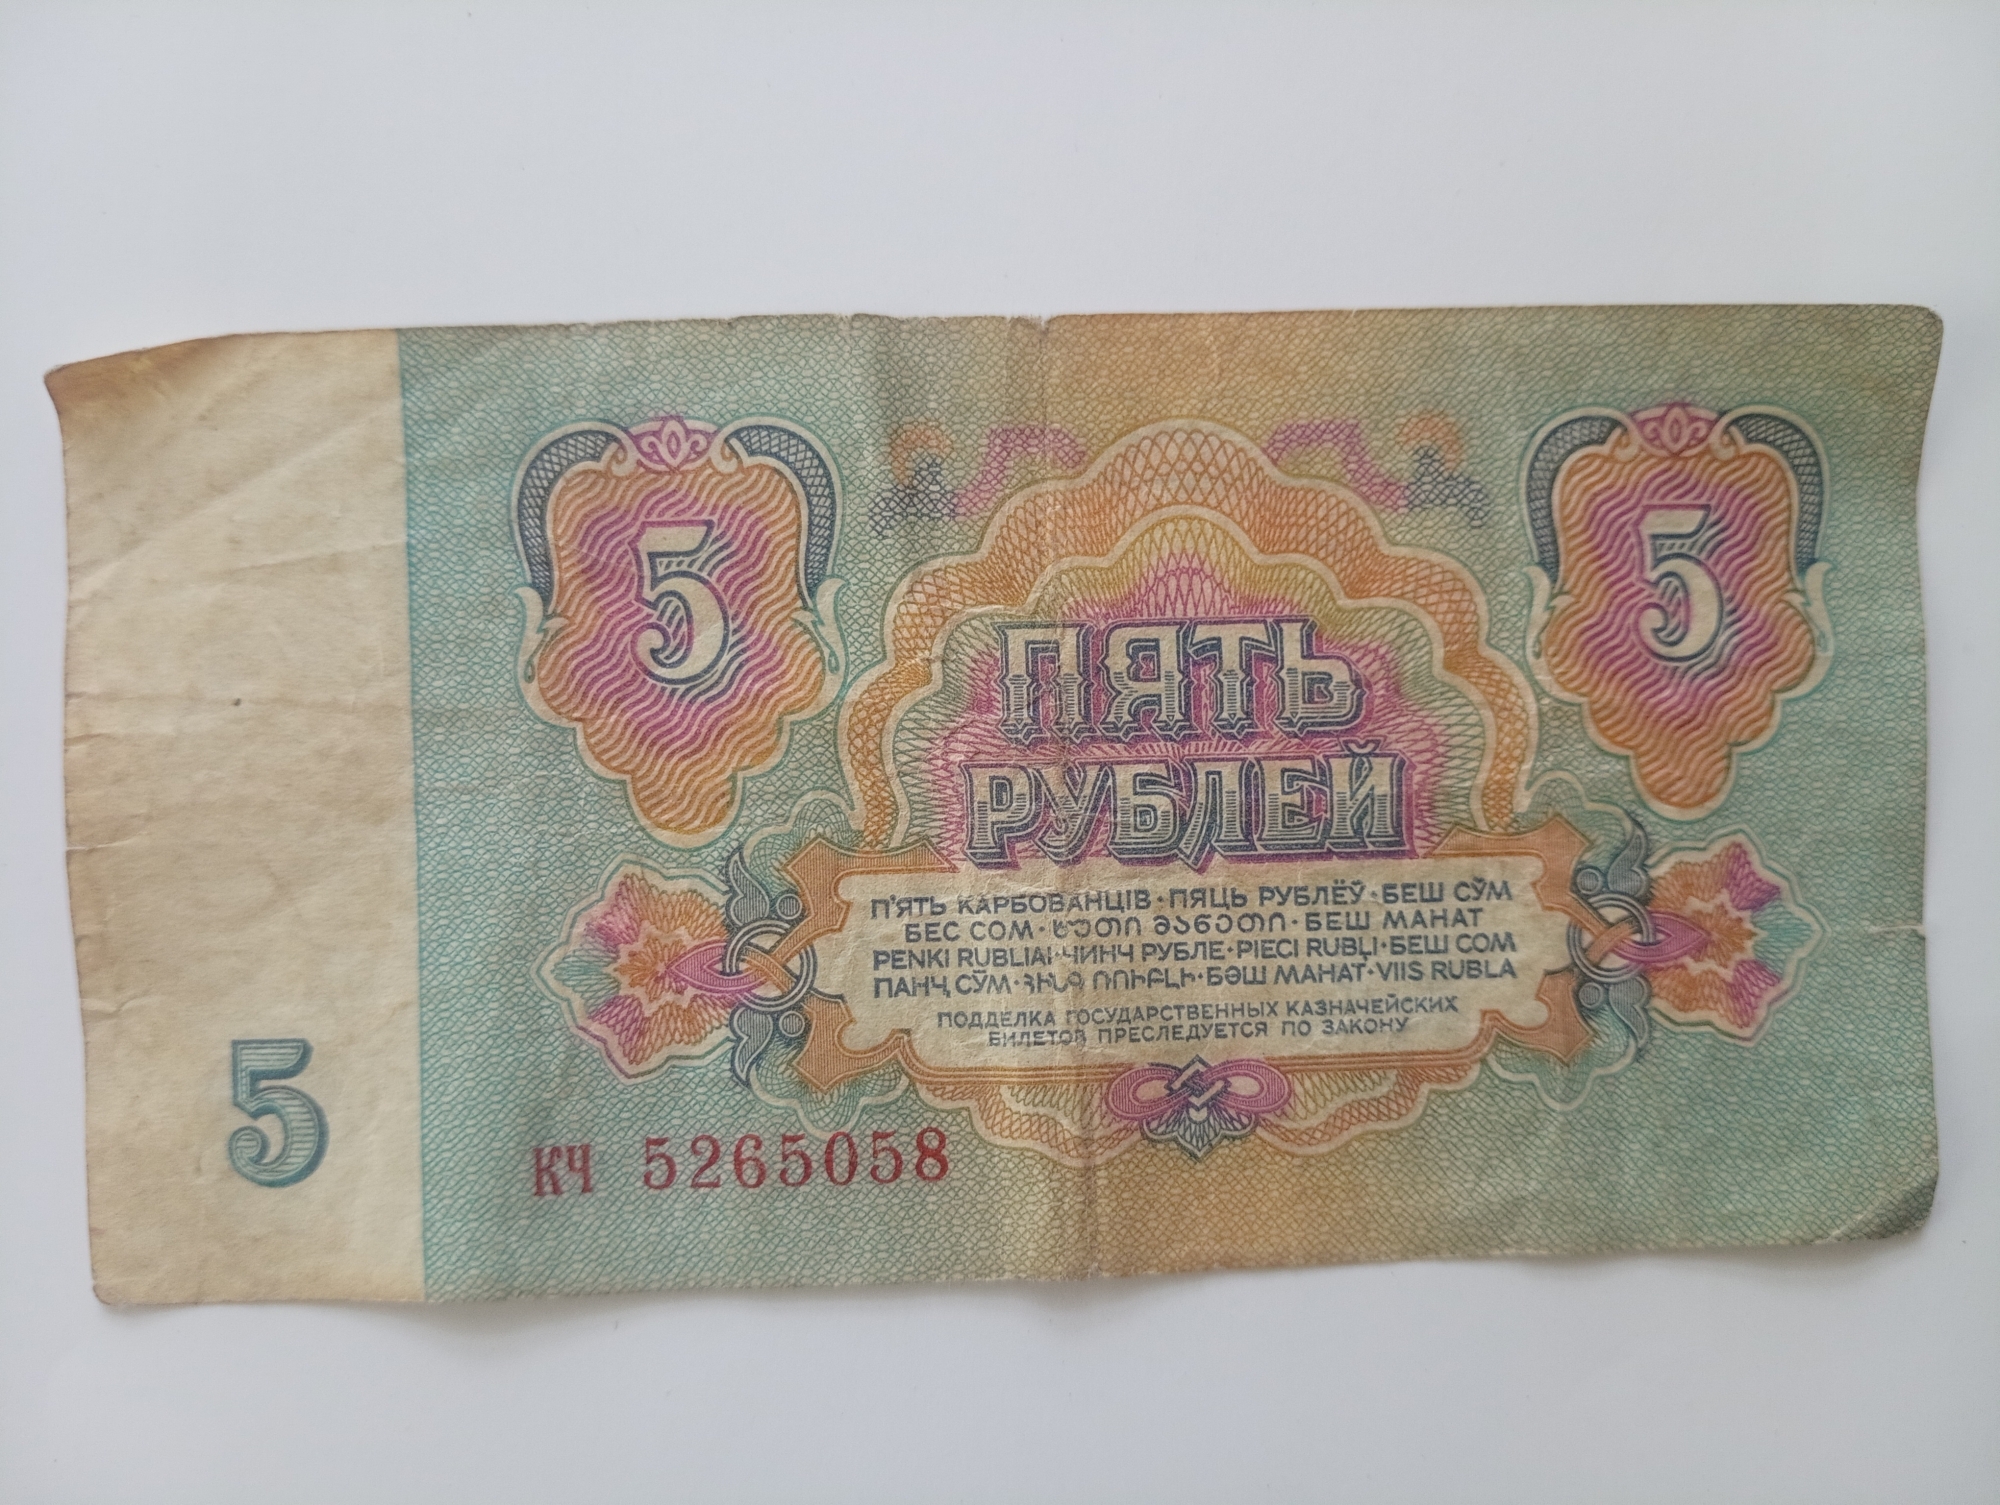 5
5
ПЯТЬ
РУБЛЕЙ
П'ЯТЬ КАРБОВАНЦІВ · ПЯЦЬ РУБЛЁЎ · БЕШ СЎМ
БЕС СОМ · ხუთი მანეთი · БЕШ МАНАТ
PENKI RUBLIAI · ЧИНЧ РУБЛЕ · PIECI RUBĻI · БЕШ СОМ
ПАНҶ СӮМ · ՀԻՆԳ ՌՈՒԲԼԻ · БӘШ МАНАТ · VIIS RUBLA
ПОДДЕЛКА ГОСУДАРСТВЕННЫХ КАЗНАЧЕЙСКИХ
БИЛЕТОВ ПРЕСЛЕДУЕТСЯ ПО ЗАКОНУ
5
КЧ 5265058